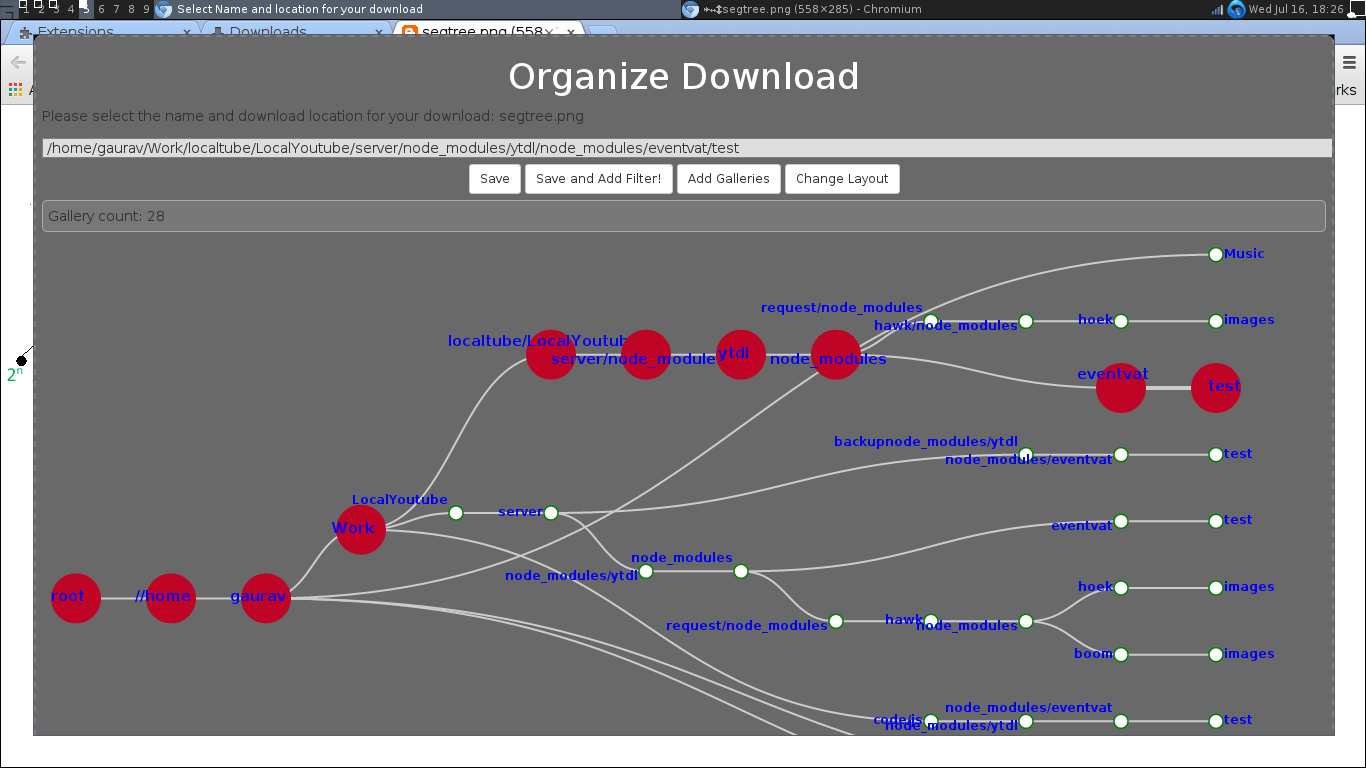 1 2 3 4 5 6 7 8 9 Select Name and location for your download segtree.png (558×285) - Chromium Wed Jul 16, 18:26
Extensions × Downloads × segtree.png (558× ×
rks
Organize Download
Please select the name and download location for your download: segtree.png
/home/gaurav/Work/localtube/LocalYoutube/server/node_modules/ytdl/node_modules/eventvat/test
Save Save and Add Filter! Add Galleries Change Layout
Gallery count: 28
Music
request/node_modules
hawk/node_modules hoek images
localtube/LocalYoutub
server/node_module ytdl node_modules
2ⁿ
eventvat test
backupnode_modules/ytdl
node_modules/eventvat test
LocalYoutube
server
eventvat test
Work
node_modules
node_modules/ytdl
hoek images
root //home gaurav
request/node_modules hawk node_modules
boom images
node_modules/eventvat
code/js test
node_modules/ytdl